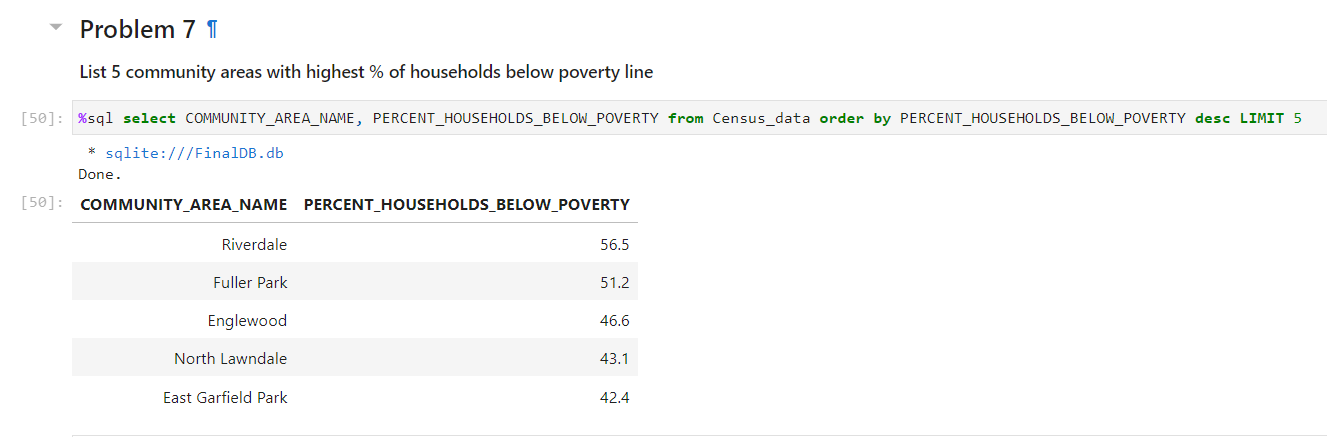 Problem 7 ¶
List 5 community areas with highest % of households below poverty line
[50]: %sql select COMMUNITY_AREA_NAME, PERCENT_HOUSEHOLDS_BELOW_POVERTY from Census_data order by PERCENT_HOUSEHOLDS_BELOW_POVERTY desc LIMIT 5
* sqlite:///FinalDB.db
Done.
[50]: COMMUNITY_AREA_NAME PERCENT_HOUSEHOLDS_BELOW_POVERTY
Riverdale 56.5
Fuller Park 51.2
Englewood 46.6
North Lawndale 43.1
East Garfield Park 42.4